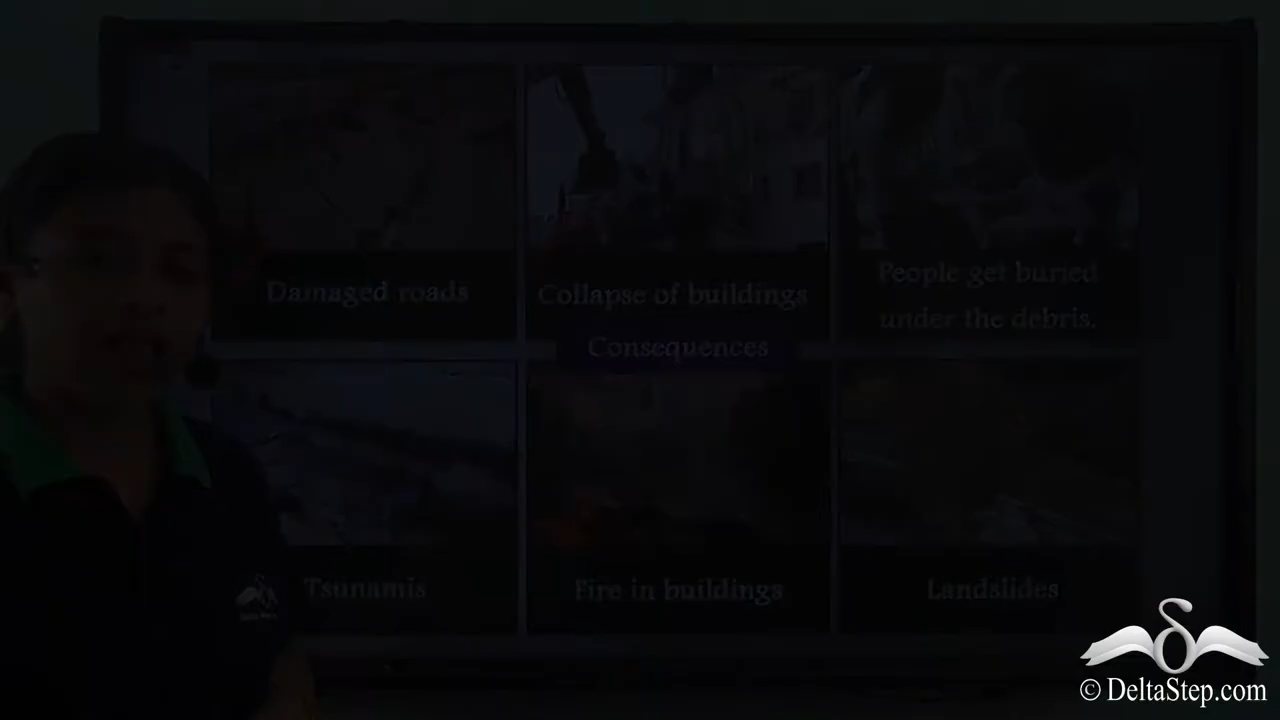 Damaged roads
Collapse of buildings
People get buried
under the debris.
Consequences
Tsunamis
Fire in buildings
Landslides
© DeltaStep.com